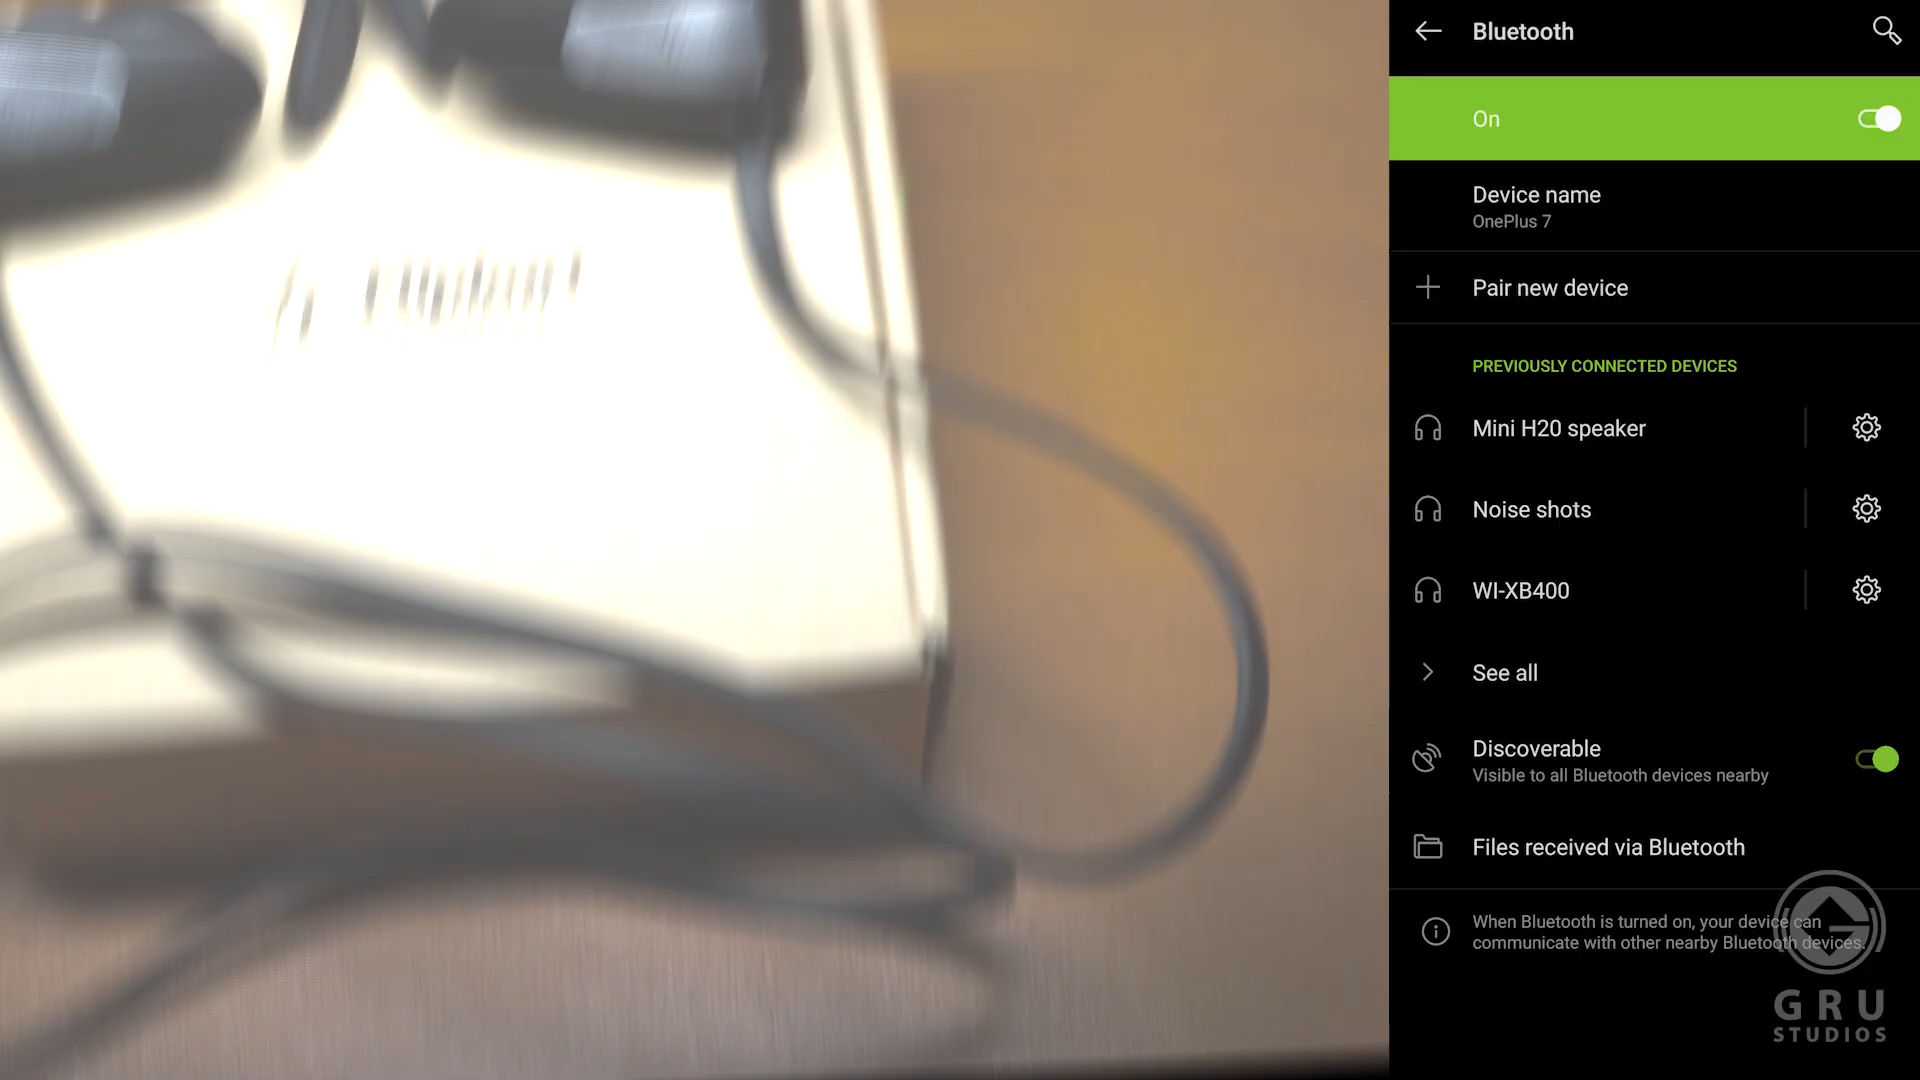 Bluetooth
On
Device name
OnePlus 7
Pair new device
PREVIOUSLY CONNECTED DEVICES
Mini H20 speaker
Noise shots
WI-XB400
See all
Discoverable
Visible to all Bluetooth devices nearby
Files received via Bluetooth
When Bluetooth is turned on, your device can
communicate with other nearby Bluetooth devices.
GRU
STUDIOS